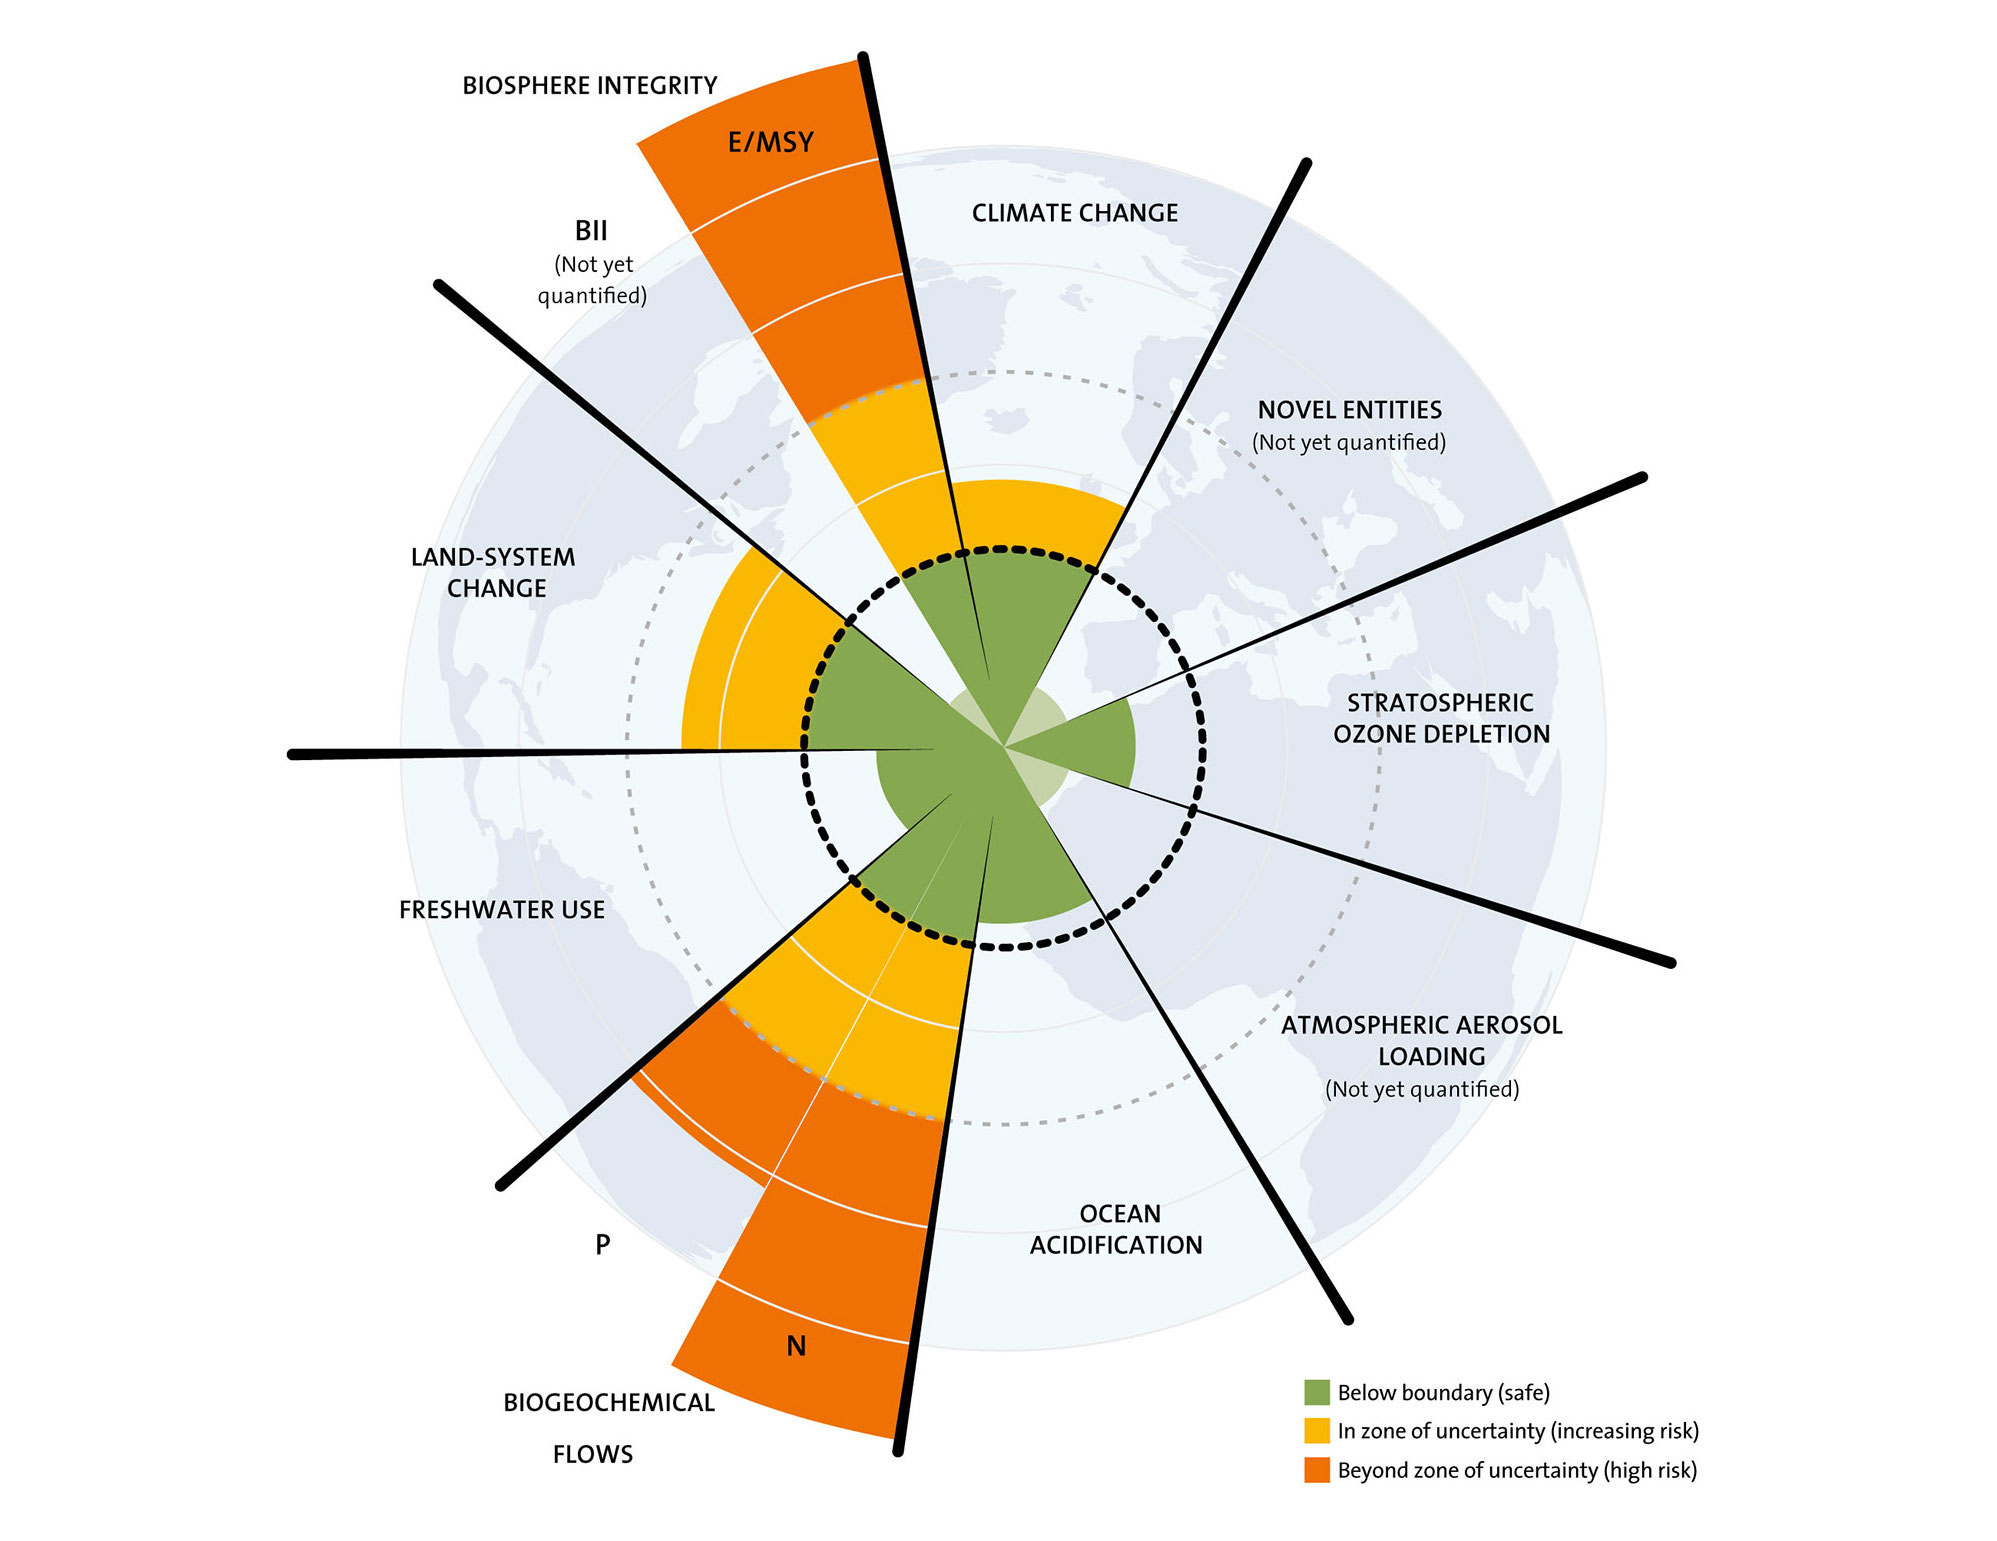 BIOSPHERE INTEGRITY
E/MSY
BII
(Not yet
quantified)
CLIMATE CHANGE
NOVEL ENTITIES
(Not yet quantified)
LAND-SYSTEM
CHANGE
STRATOSPHERIC
OZONE DEPLETION
FRESHWATER USE
ATMOSPHERIC AEROSOL
LOADING
(Not yet quantified)
OCEAN
ACIDIFICATION
P
N
BIOGEOCHEMICAL
FLOWS
Below boundary (safe)
In zone of uncertainty (increasing risk)
Beyond zone of uncertainty (high risk)